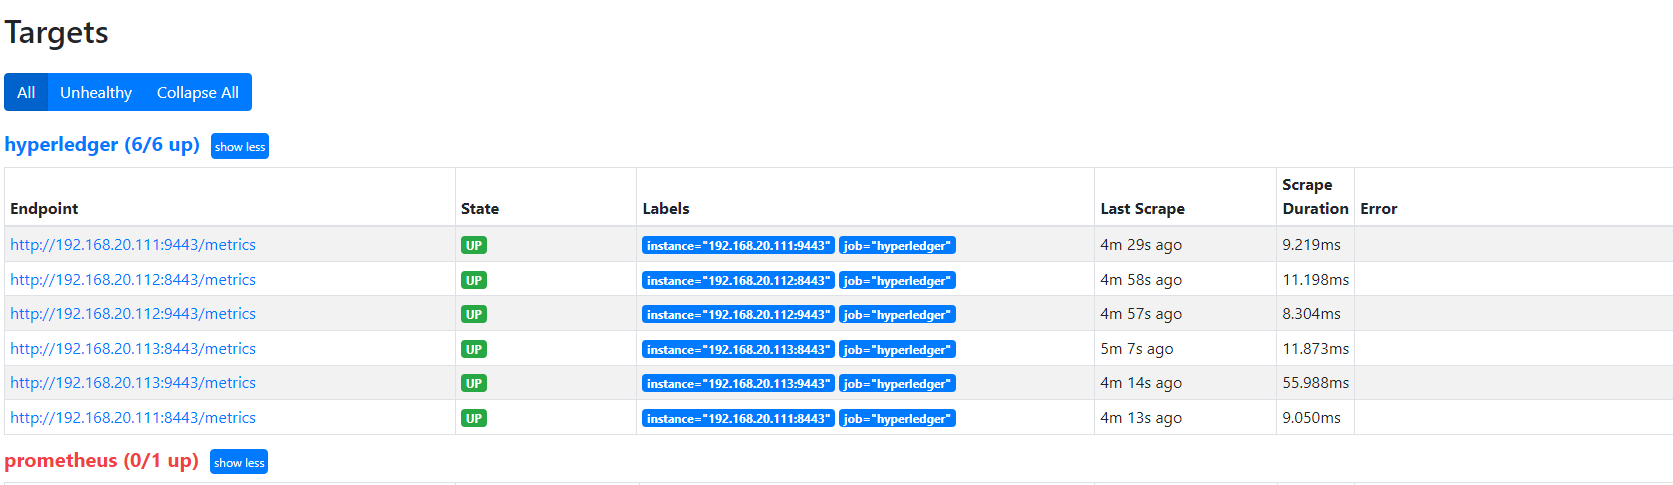 Targets
All Unhealthy Collapse All
hyperledger (6/6 up) show less
Endpoint State Labels Last Scrape Scrape Duration Error
http://192.168.20.111:9443/metrics UP instance="192.168.20.111:9443" job="hyperledger" 4m 29s ago 9.219ms
http://192.168.20.112:8443/metrics UP instance="192.168.20.112:8443" job="hyperledger" 4m 58s ago 11.198ms
http://192.168.20.112:9443/metrics UP instance="192.168.20.112:9443" job="hyperledger" 4m 57s ago 8.304ms
http://192.168.20.113:8443/metrics UP instance="192.168.20.113:8443" job="hyperledger" 5m 7s ago 11.873ms
http://192.168.20.113:9443/metrics UP instance="192.168.20.113:9443" job="hyperledger" 4m 14s ago 55.988ms
http://192.168.20.111:8443/metrics UP instance="192.168.20.111:8443" job="hyperledger" 4m 13s ago 9.050ms
prometheus (0/1 up) show less